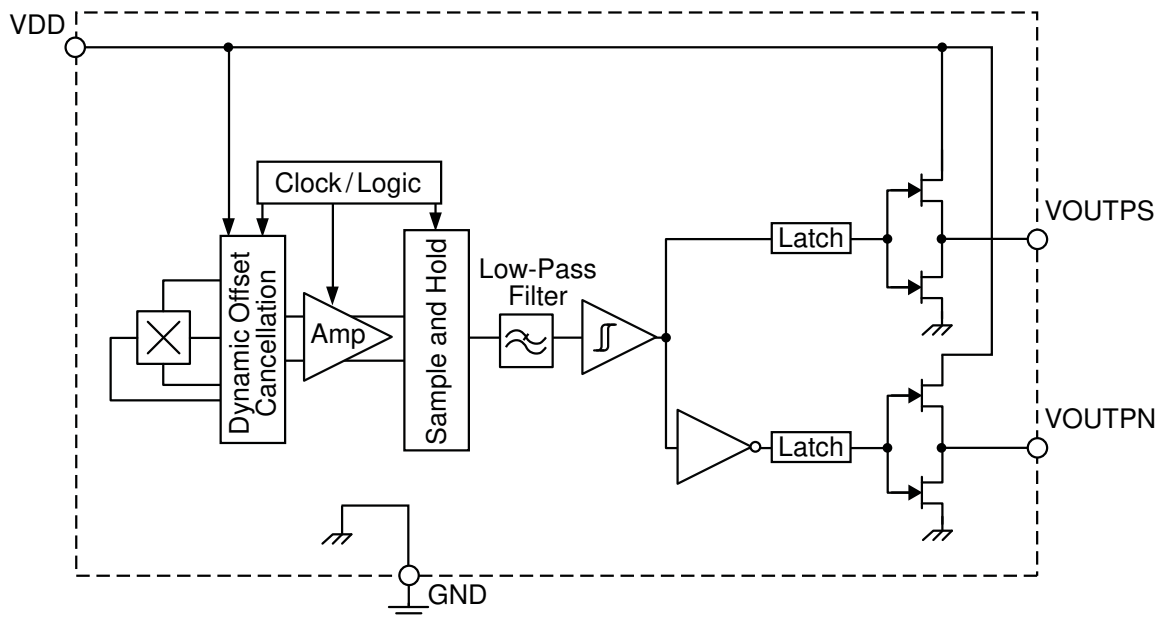 VDD
Clock/Logic
VOUTPS
Latch
Low-Pass
Filter
Dynamic Offset
Cancellation
Amp
Sample and Hold
VOUTPN
Latch
GND